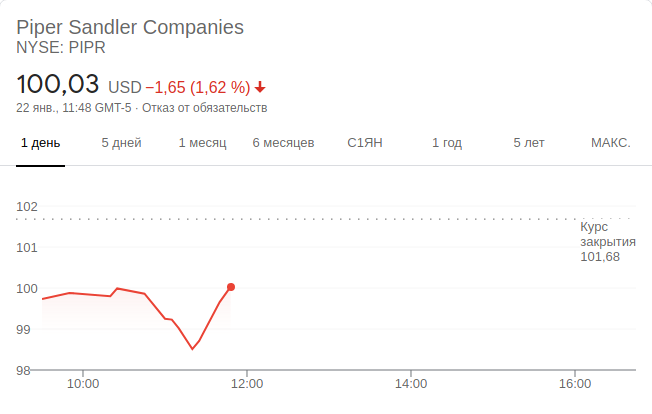 Piper Sandler Companies
NYSE: PIPR
100,03 USD −1,65 (1,62 %)
22 янв., 11:48 GMT-5 · Отказ от обязательств
1 день 5 дней 1 месяц 6 месяцев С1ЯН 1 год 5 лет МАКС.
102
Курс
закрытия
101,68
101
100
99
98
10:00 12:00 14:00 16:00